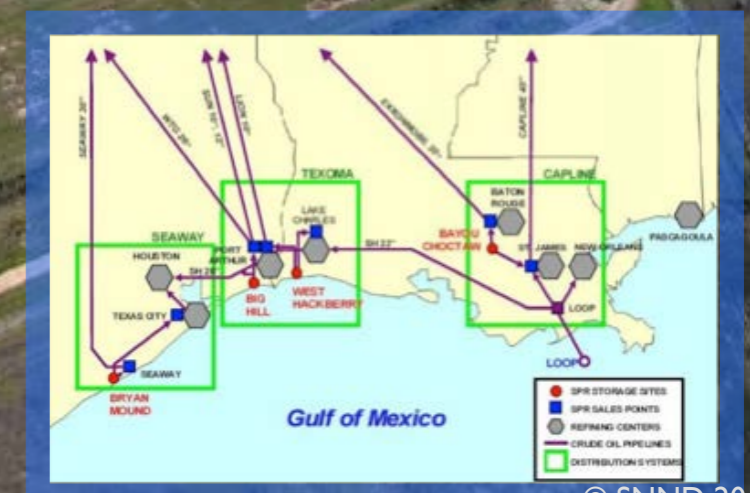 SEAWAY 30"
WTG 26"
SUN 10", 12"
LION 10"
EXXONMOBIL 20"
CAPLINE 40"
TEXOMA
CAPLINE
SEAWAY
HOUSTON
PORT
ARTHUR
LAKE
CHARLES
BATON
ROUGE
BAYOU
CHOCTAW
ST. JAMES
NEW ORLEANS
PASCAGOULA
SH 22"
SH 20"
TEXAS CITY
BIG
HILL
WEST
HACKBERRY
LOOP
LOOP
SEAWAY
BRYAN
MOUND
Gulf of Mexico
SPR STORAGE SITES
SPR SALES POINTS
REFINING CENTERS
CRUDE OIL PIPELINES
DISTRIBUTION SYSTEMS